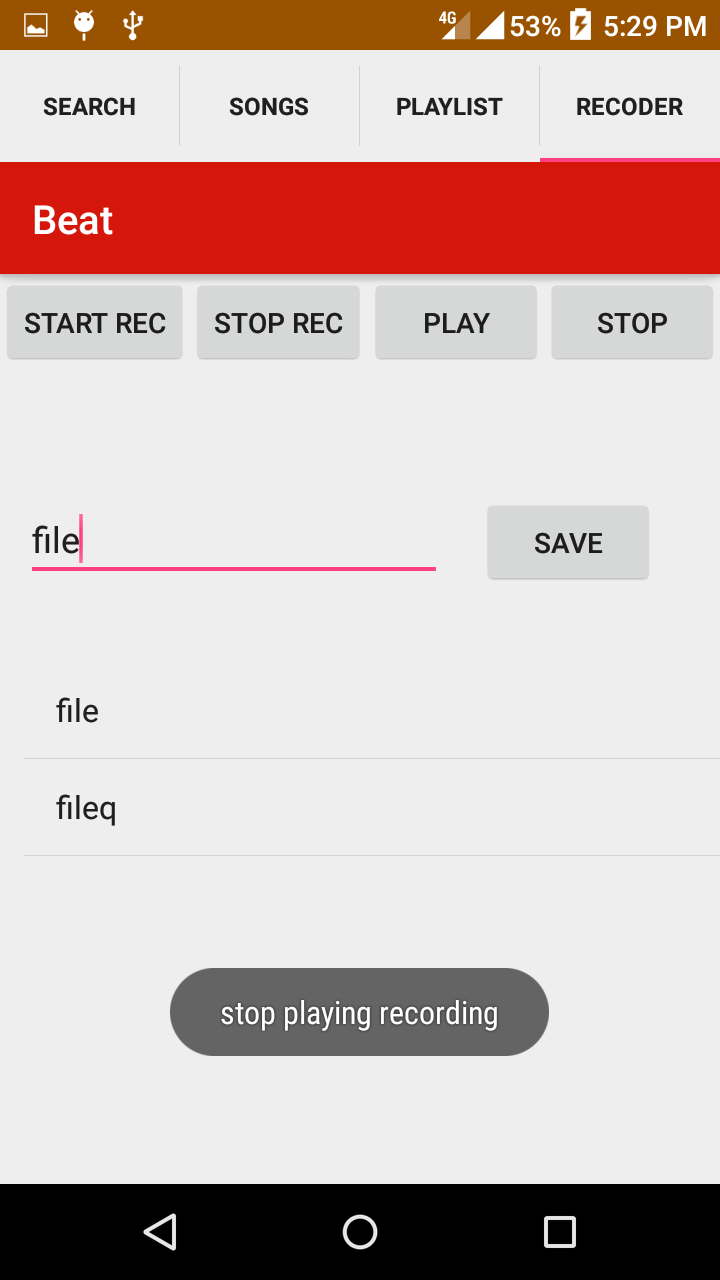 4G 53% 5:29 PM
SEARCH SONGS PLAYLIST RECODER
Beat
START REC STOP REC PLAY STOP
file SAVE
file
fileq
stop playing recording